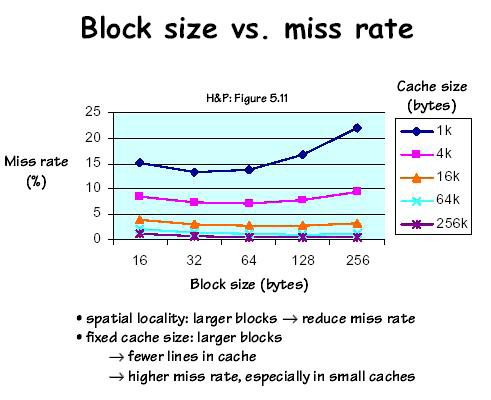 Block size vs. miss rate
H&P: Figure 5.11
Cache size
(bytes)
25
20
15
10
5
0
Miss rate
(%)
1k
4k
16k
64k
256k
16 32 64 128 256
Block size (bytes)
• spatial locality: larger blocks → reduce miss rate
• fixed cache size: larger blocks
→ fewer lines in cache
→ higher miss rate, especially in small caches